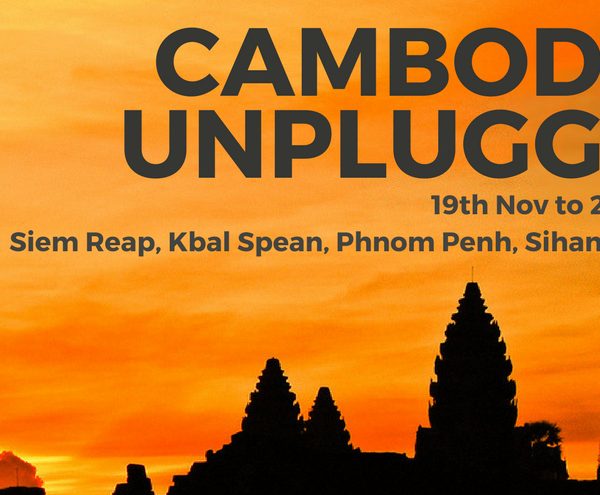 CAMBOD
UNPLUGG
19th Nov to 2
Siem Reap, Kbal Spean, Phnom Penh, Sihan